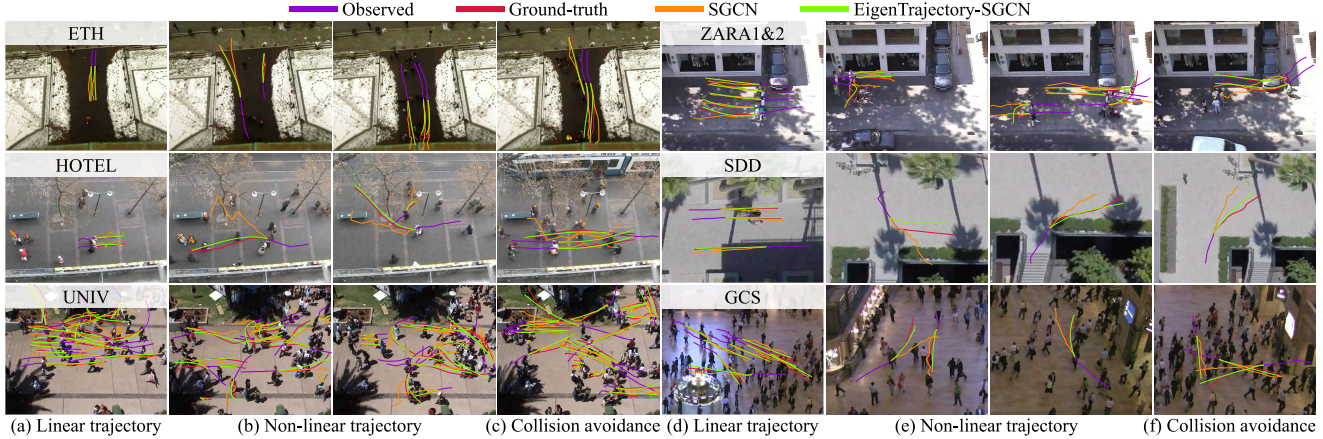 Observed Ground-truth SGCN EigenTrajectory-SGCN
ETH
ZARA1&2
HOTEL
SDD
UNIV
GCS
(a) Linear trajectory (b) Non-linear trajectory (c) Collision avoidance (d) Linear trajectory (e) Non-linear trajectory (f) Collision avoidance